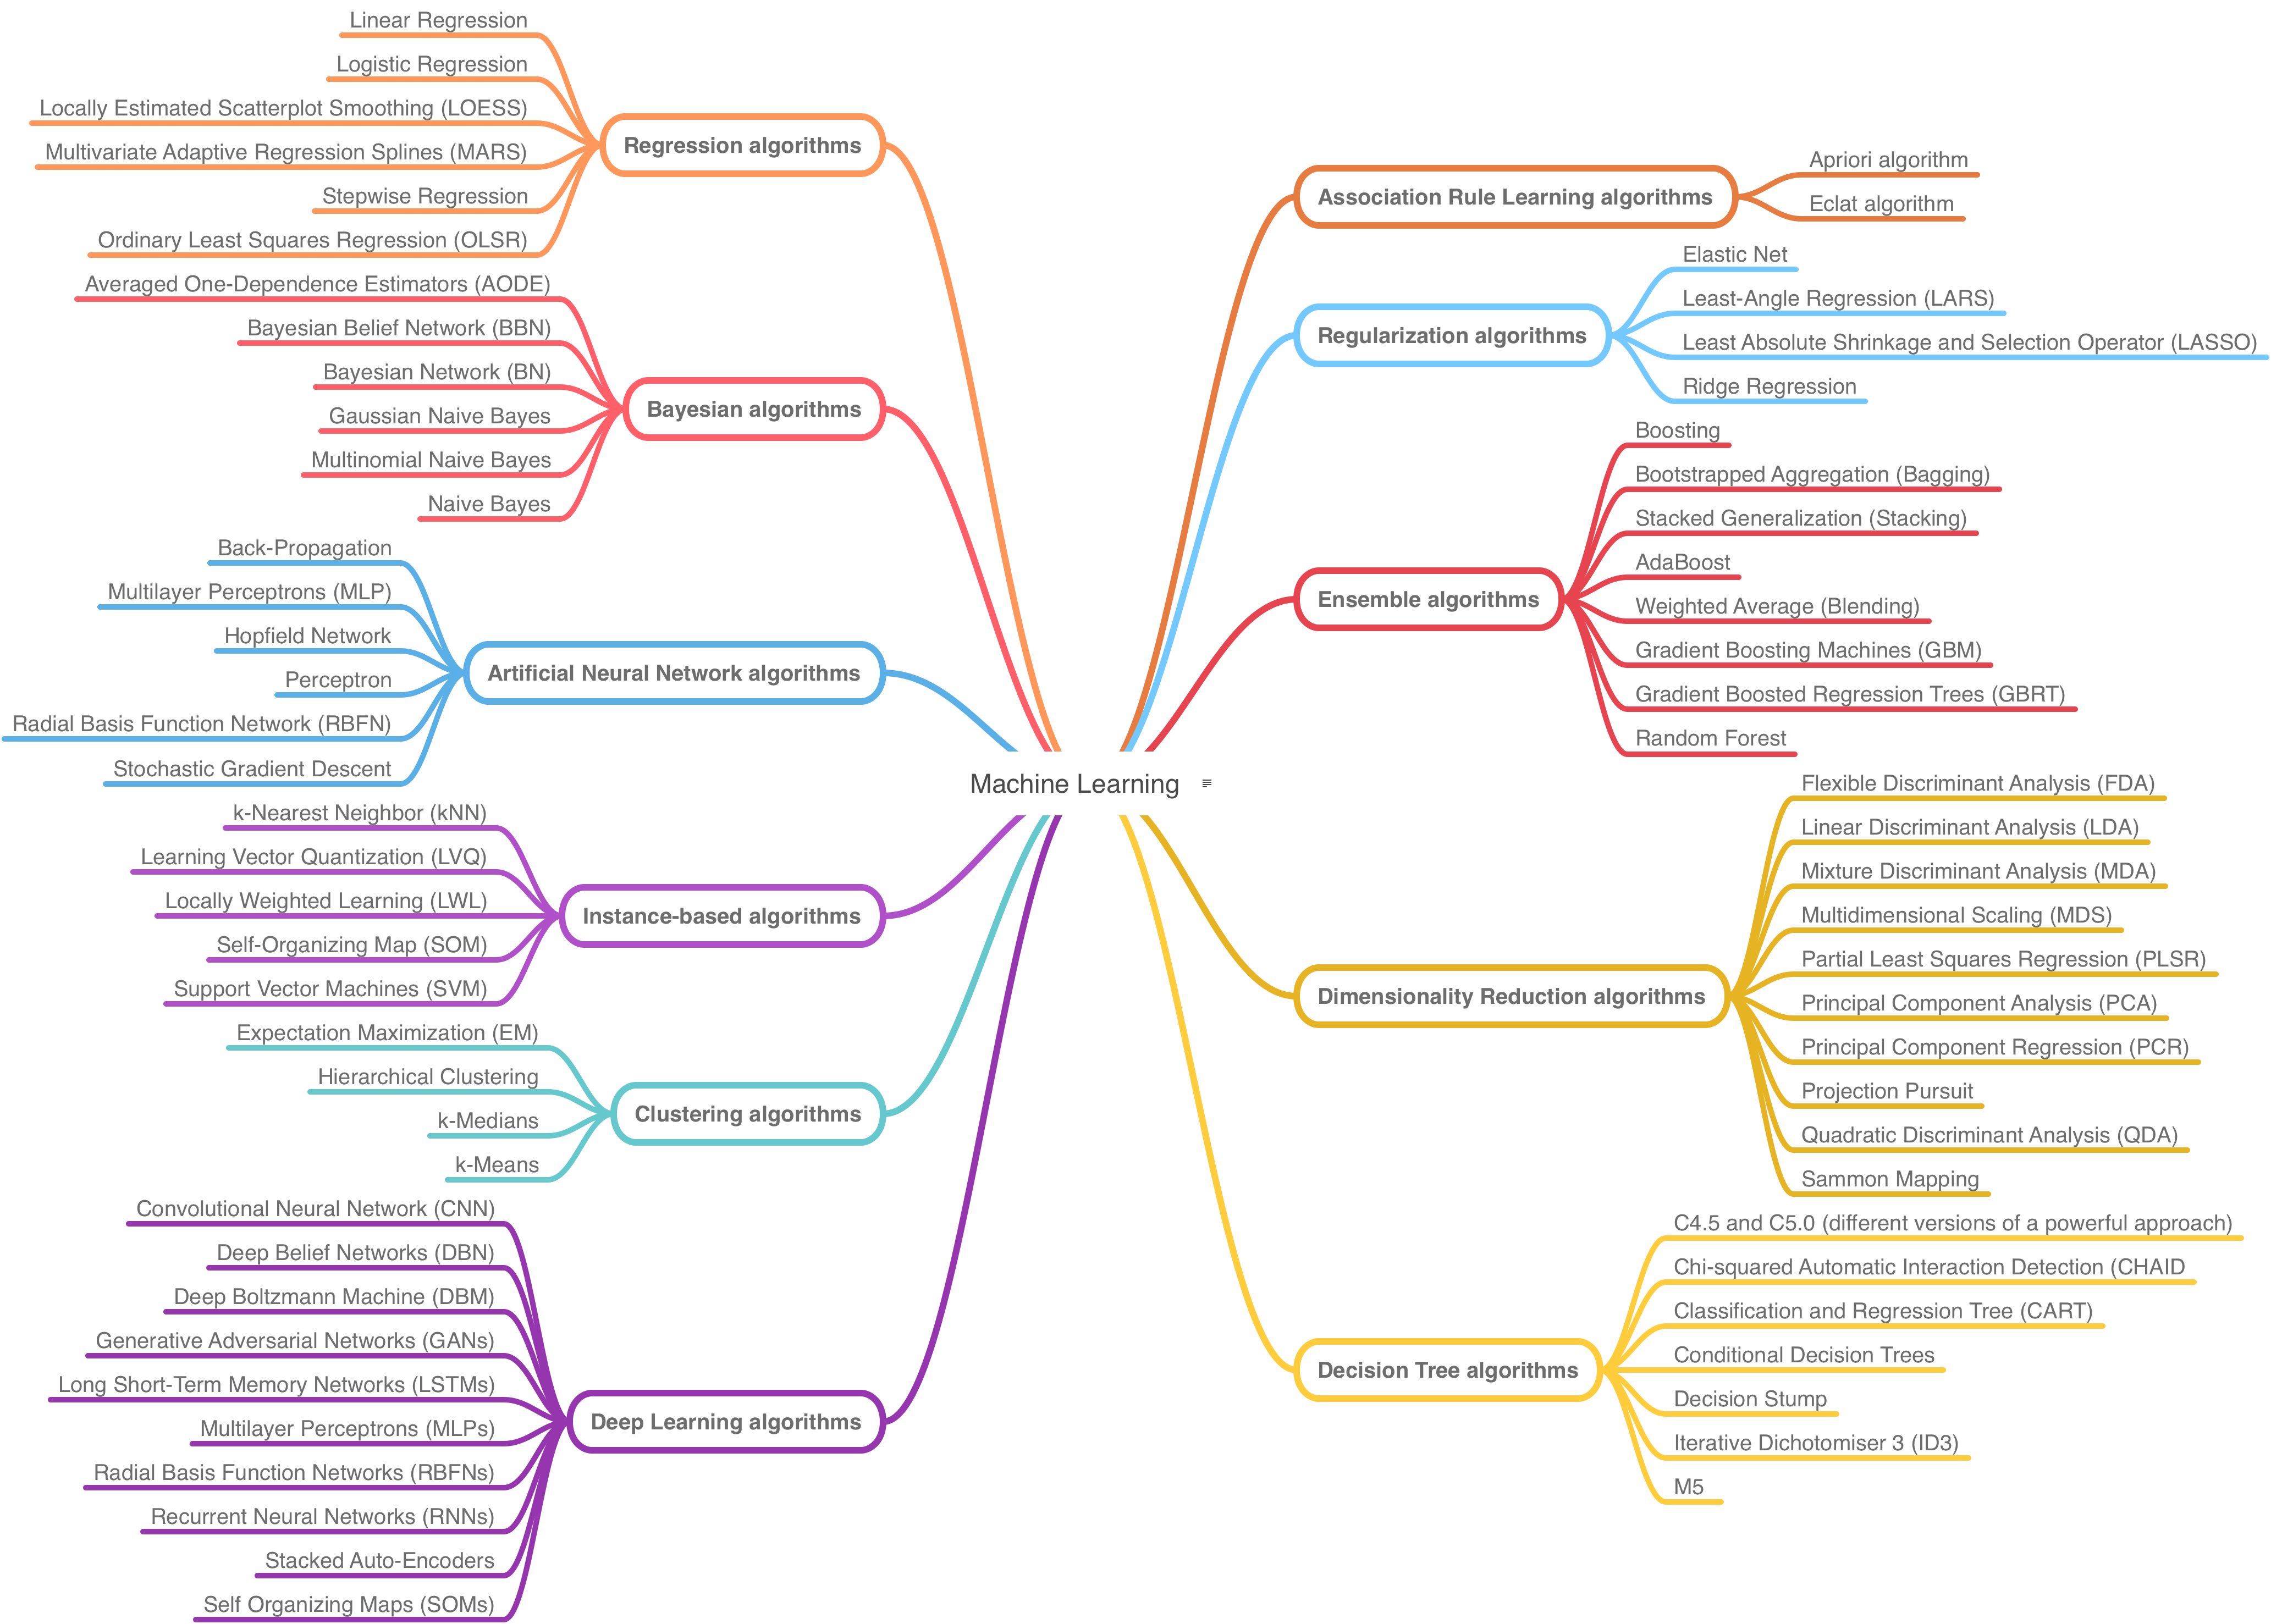 Linear Regression
Logistic Regression
Locally Estimated Scatterplot Smoothing (LOESS)
Multivariate Adaptive Regression Splines (MARS)
Stepwise Regression
Ordinary Least Squares Regression (OLSR)
Regression algorithms
Averaged One-Dependence Estimators (AODE)
Bayesian Belief Network (BBN)
Bayesian Network (BN)
Gaussian Naive Bayes
Multinomial Naive Bayes
Naive Bayes
Bayesian algorithms
Back-Propagation
Multilayer Perceptrons (MLP)
Hopfield Network
Perceptron
Radial Basis Function Network (RBFN)
Stochastic Gradient Descent
Artificial Neural Network algorithms
k-Nearest Neighbor (kNN)
Learning Vector Quantization (LVQ)
Locally Weighted Learning (LWL)
Self-Organizing Map (SOM)
Support Vector Machines (SVM)
Instance-based algorithms
Expectation Maximization (EM)
Hierarchical Clustering
k-Medians
k-Means
Clustering algorithms
Convolutional Neural Network (CNN)
Deep Belief Networks (DBN)
Deep Boltzmann Machine (DBM)
Generative Adversarial Networks (GANs)
Long Short-Term Memory Networks (LSTMs)
Multilayer Perceptrons (MLPs)
Radial Basis Function Networks (RBFNs)
Recurrent Neural Networks (RNNs)
Stacked Auto-Encoders
Self Organizing Maps (SOMs)
Deep Learning algorithms
Machine Learning
Association Rule Learning algorithms
Apriori algorithm
Eclat algorithm
Regularization algorithms
Elastic Net
Least-Angle Regression (LARS)
Least Absolute Shrinkage and Selection Operator (LASSO)
Ridge Regression
Ensemble algorithms
Boosting
Bootstrapped Aggregation (Bagging)
Stacked Generalization (Stacking)
AdaBoost
Weighted Average (Blending)
Gradient Boosting Machines (GBM)
Gradient Boosted Regression Trees (GBRT)
Random Forest
Dimensionality Reduction algorithms
Flexible Discriminant Analysis (FDA)
Linear Discriminant Analysis (LDA)
Mixture Discriminant Analysis (MDA)
Multidimensional Scaling (MDS)
Partial Least Squares Regression (PLSR)
Principal Component Analysis (PCA)
Principal Component Regression (PCR)
Projection Pursuit
Quadratic Discriminant Analysis (QDA)
Sammon Mapping
Decision Tree algorithms
C4.5 and C5.0 (different versions of a powerful approach)
Chi-squared Automatic Interaction Detection (CHAID
Classification and Regression Tree (CART)
Conditional Decision Trees
Decision Stump
Iterative Dichotomiser 3 (ID3)
M5